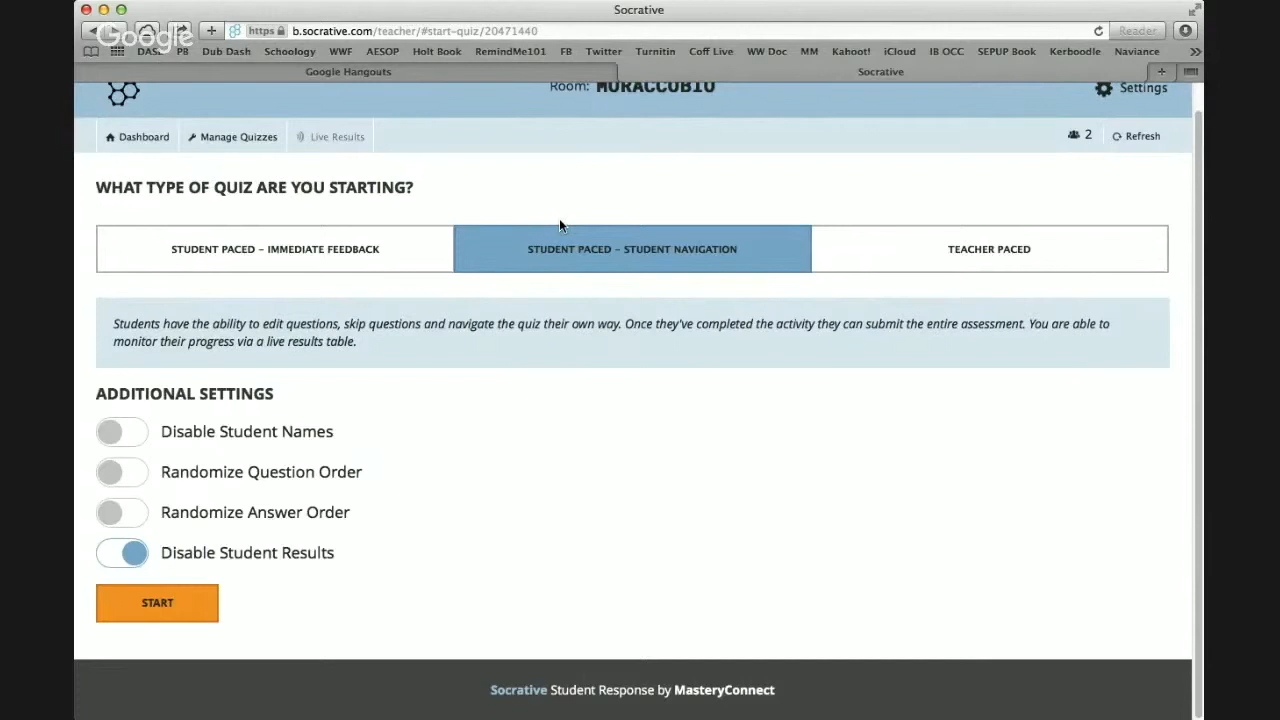 Socrative
Google
https b.socrative.com/teacher/#start-quiz/20471440
Reader
DASL PB Dub Dash Schoology WWF AESOP Holt Book RemindME101 FB Twitter Turnitin Coff Live WW Doc MM Kahoot! iCloud IB OCC SEPUP Book Kerboodle Naviance
Google Hangouts
Socrative
Room: MURACCOBIO
Settings
Dashboard
Manage Quizzes
Live Results
2
Refresh
WHAT TYPE OF QUIZ ARE YOU STARTING?
STUDENT PACED – IMMEDIATE FEEDBACK
STUDENT PACED – STUDENT NAVIGATION
TEACHER PACED
Students have the ability to edit questions, skip questions and navigate the quiz their own way. Once they've completed the activity they can submit the entire assessment. You are able to
monitor their progress via a live results table.
ADDITIONAL SETTINGS
Disable Student Names
Randomize Question Order
Randomize Answer Order
Disable Student Results
START
Socrative Student Response by MasteryConnect